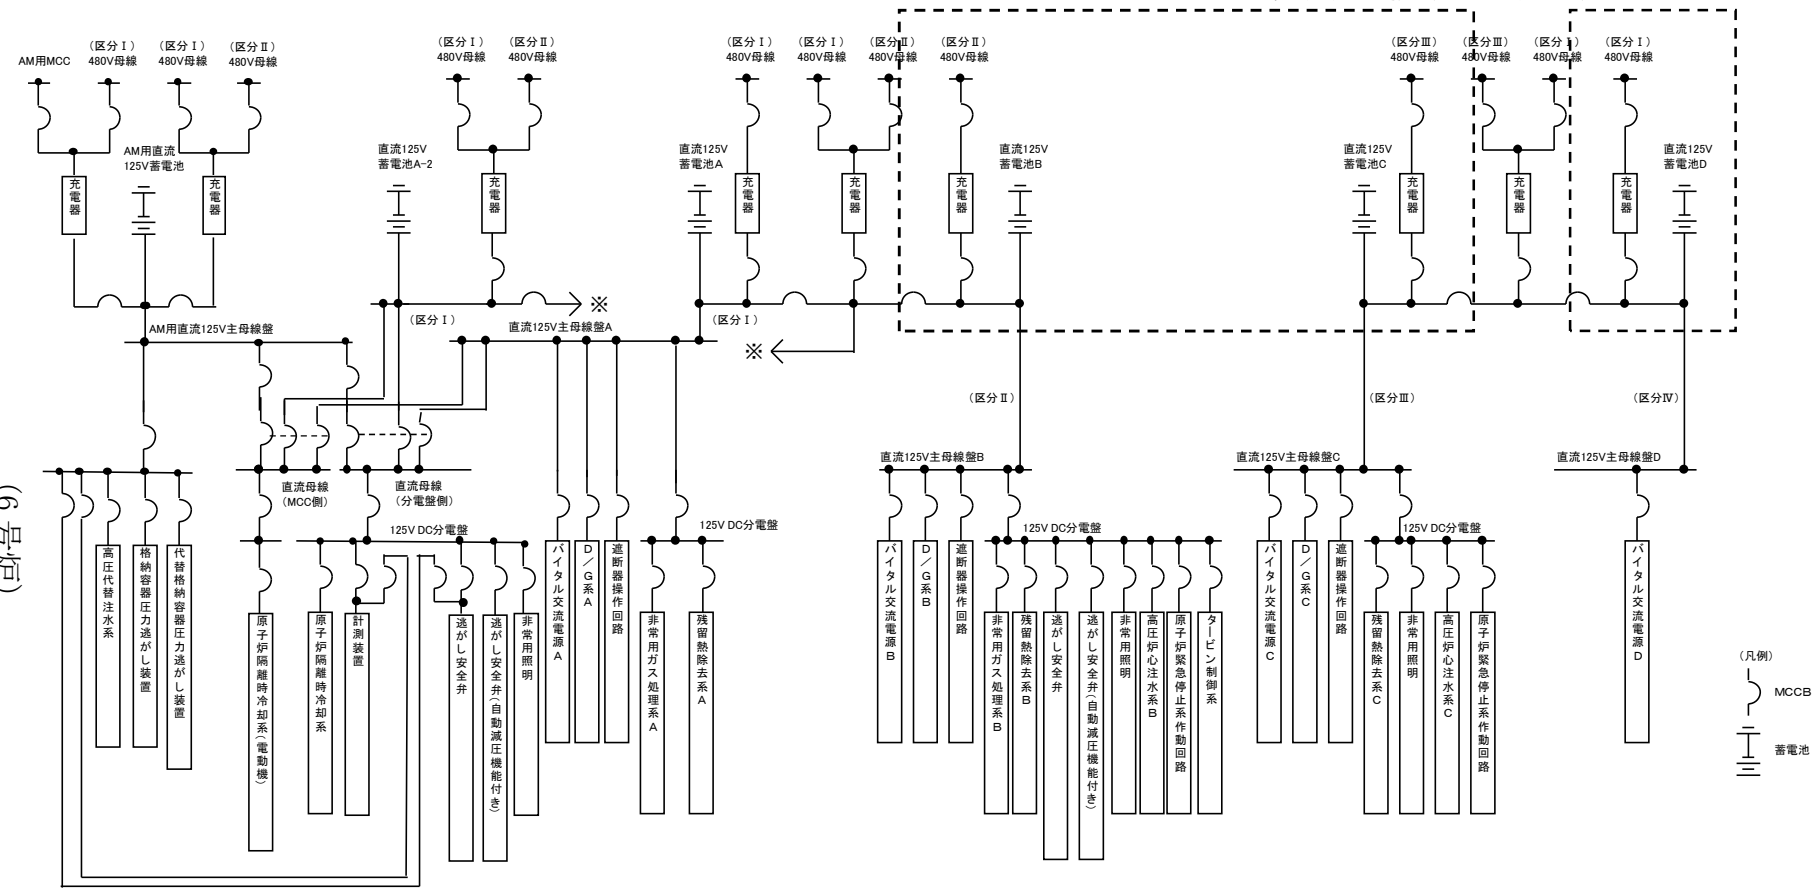 AM用MCC
（区分Ⅰ）
480V母線
（区分Ⅰ）
480V母線
（区分Ⅱ）
480V母線
（区分Ⅰ）
480V母線
（区分Ⅱ）
480V母線
（区分Ⅰ）
480V母線
（区分Ⅰ）
480V母線
（区分Ⅱ）
480V母線
（区分Ⅱ）
480V母線
（区分Ⅲ）
480V母線
（区分Ⅲ）
480V母線
（区分Ⅰ）
480V母線
（区分Ⅰ）
480V母線
AM用直流
125V蓄電池
直流125V
蓄電池A-2
直流125V
蓄電池A
直流125V
蓄電池B
直流125V
蓄電池C
直流125V
蓄電池D
充電器
充電器
充電器
充電器
充電器
充電器
充電器
充電器
充電器
※
AM用直流125V主母線盤
（区分Ⅰ）
直流125V主母線盤A
（区分Ⅰ）
※
（区分Ⅱ）
（区分Ⅲ）
（区分Ⅳ）
直流125V主母線盤B
直流125V主母線盤C
直流125V主母線盤D
直流母線
（MCC側）
直流母線
（分電盤側）
125V DC分電盤
125V DC分電盤
125V DC分電盤
125V DC分電盤
高圧代替注水系
格納容器圧力逃がし装置
代替格納容器圧力逃がし装置
原子炉隔離時冷却系（電動機）
原子炉隔離時冷却系
計測装置
逃がし安全弁
逃がし安全弁（自動減圧機能付き）
非常用照明
バイタル交流電源A
D／G系A
遮断器操作回路
非常用ガス処理系A
残留熱除去系A
バイタル交流電源B
D／G系B
遮断器操作回路
非常用ガス処理系B
残留熱除去系B
逃がし安全弁
逃がし安全弁（自動減圧機能付き）
非常用照明
高圧炉心注水系B
原子炉緊急停止系作動回路
タービン制御系
バイタル交流電源C
D／G系C
遮断器操作回路
残留熱除去系C
非常用照明
高圧炉心注水系C
原子炉緊急停止系作動回路
バイタル交流電源D
（凡例）
MCCB
蓄電池
（6号炉）